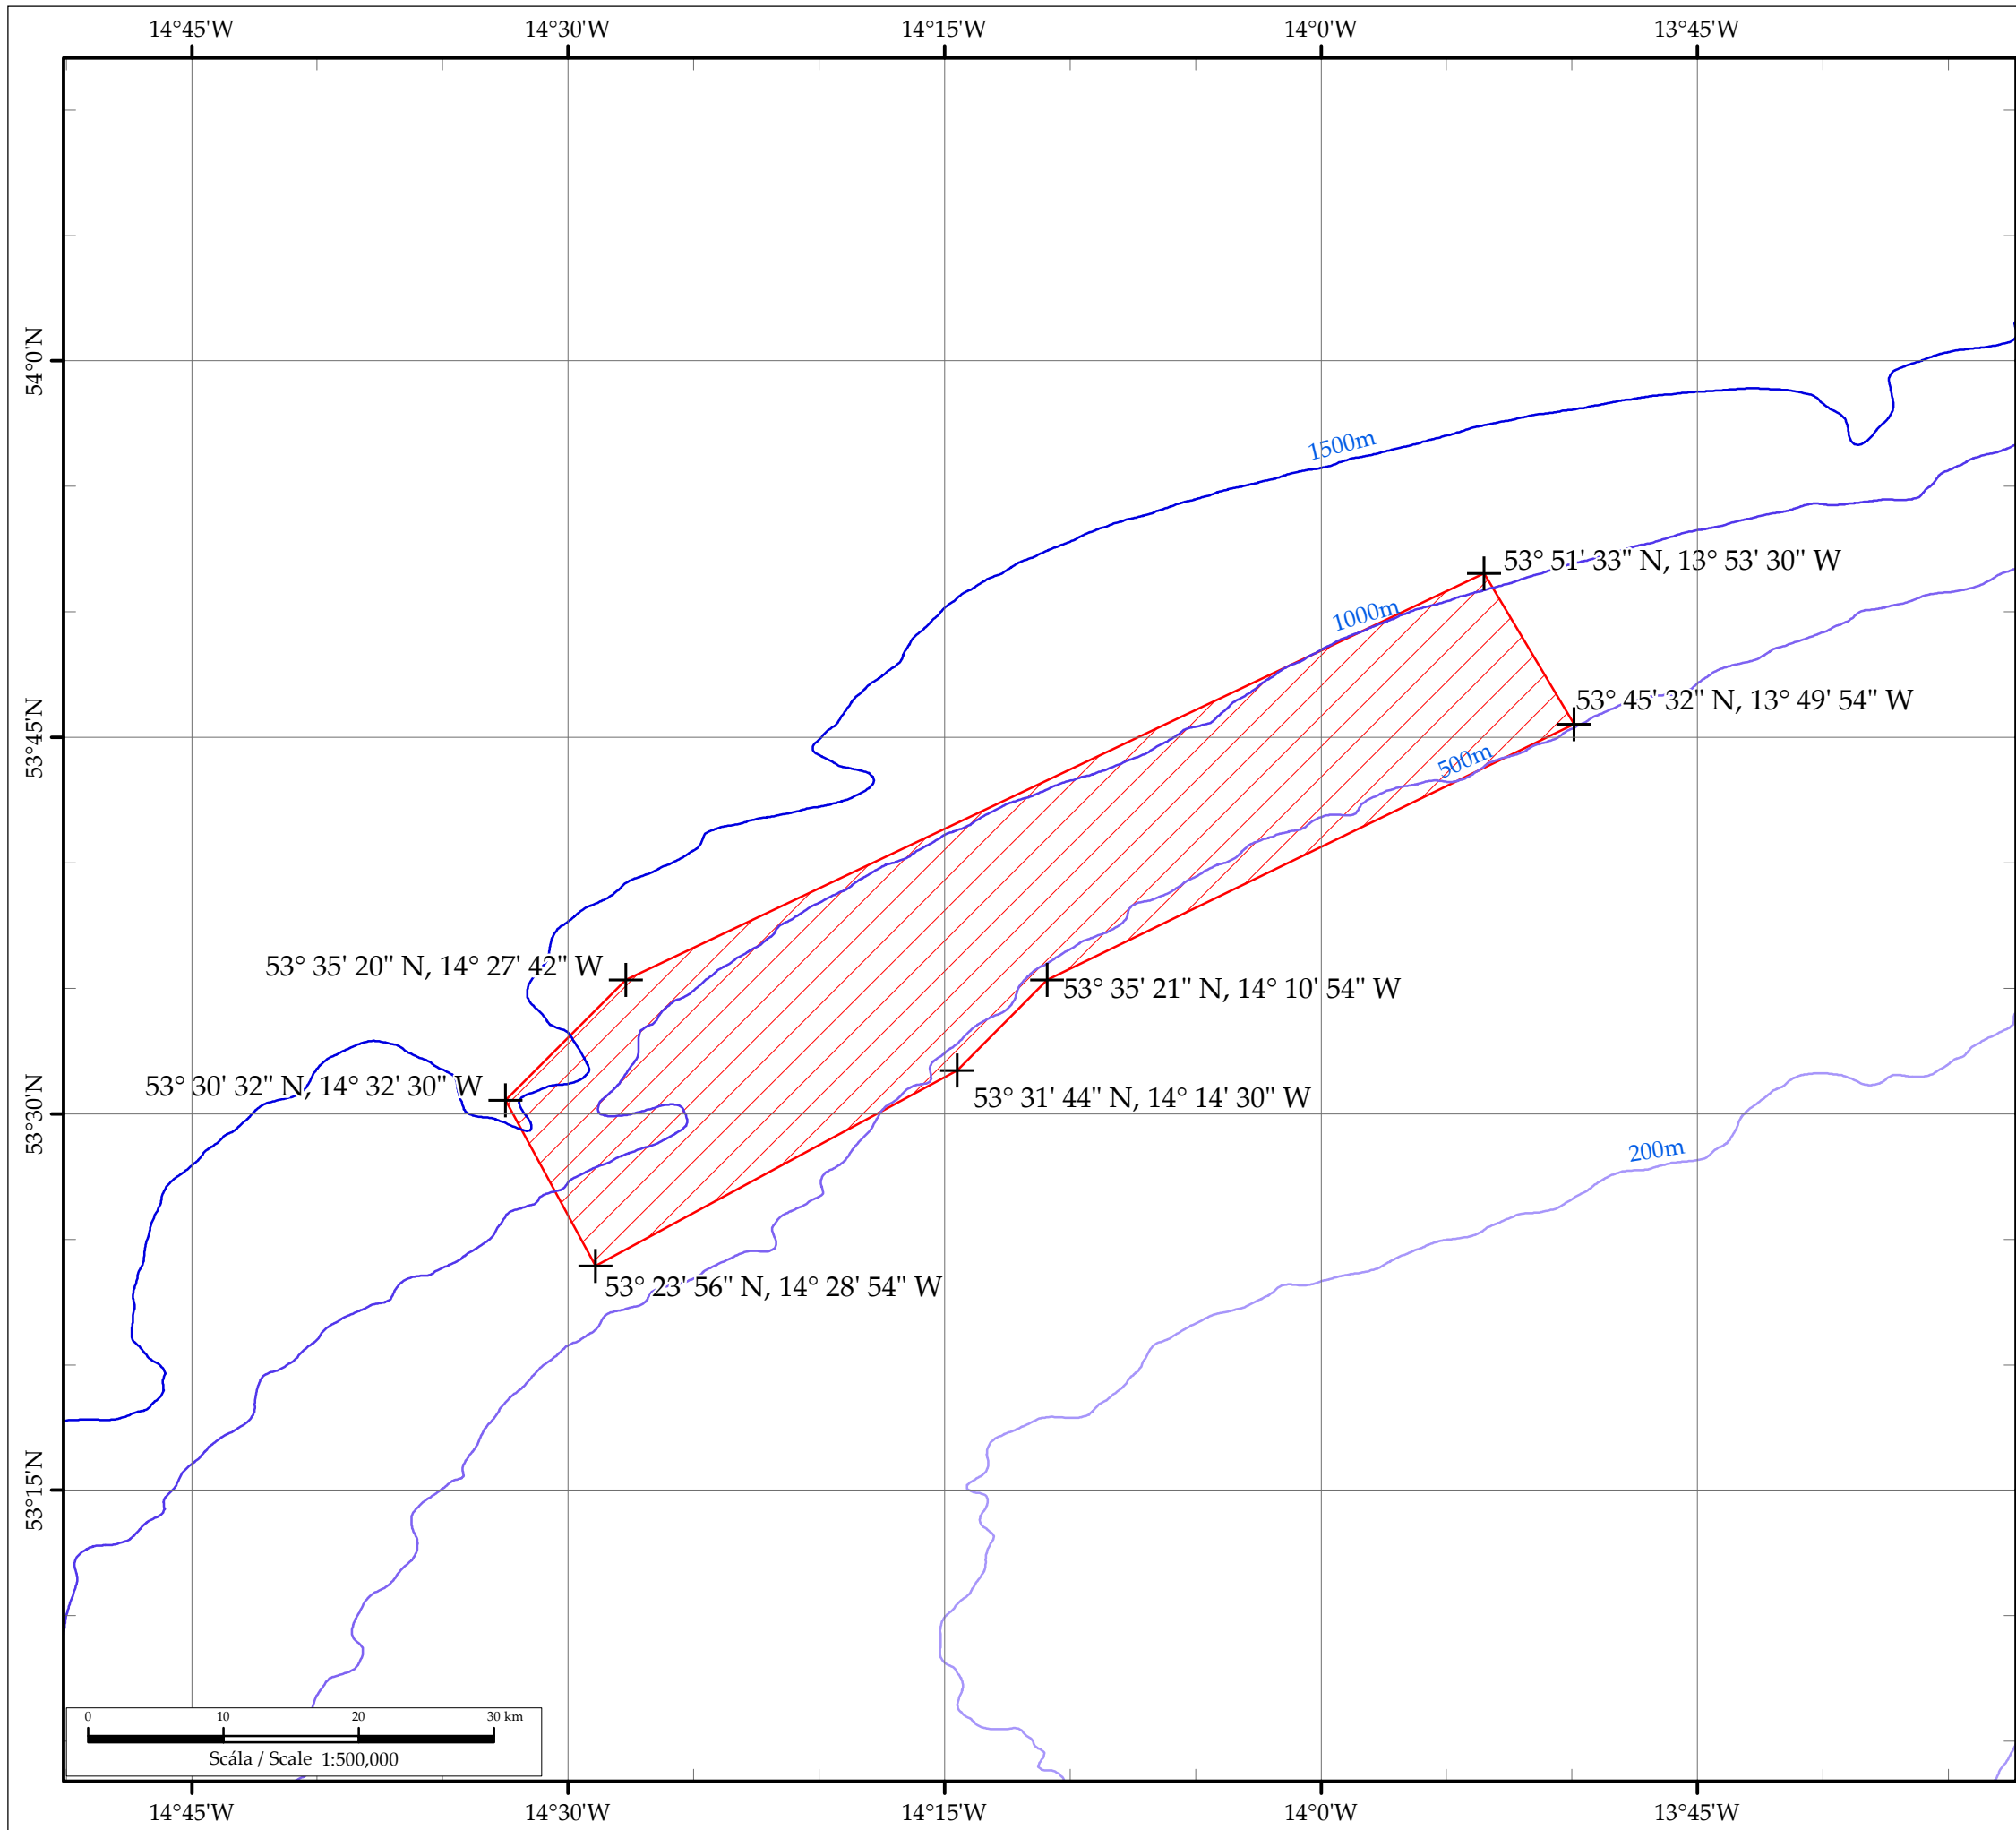 14°45'W
14°30'W
14°15'W
14°0'W
13°45'W
54°0'N
1500m
53° 51' 33" N, 13° 53' 30" W
1000m
53° 45' 32" N, 13° 49' 54" W
53°45'N
500m
53° 35' 20" N, 14° 27' 42" W
53° 35' 21" N, 14° 10' 54" W
53° 30' 32" N, 14° 32' 30" W
53° 31' 44" N, 14° 14' 30" W
53°30'N
200m
53° 23' 56" N, 14° 28' 54" W
53°15'N
0 10 20 30 km
Scála / Scale 1:500,000
14°45'W
14°30'W
14°15'W
14°0'W
13°45'W